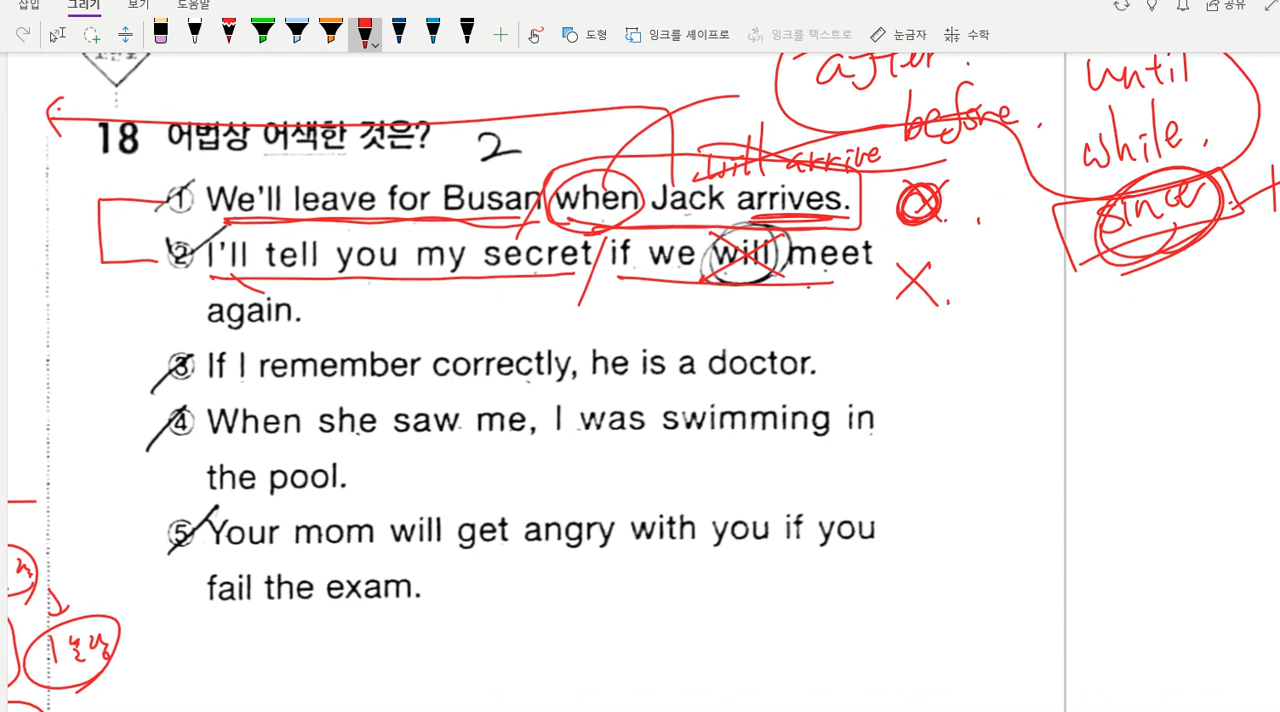 삽입 그리기 보기 도움말 공유
도형 잉크를 셰이프로 잉크를 텍스트로 눈금자 수학
after.
before.
until
while.
since
18 어법상 어색한 것은? 2
will arrive
① We'll leave for Busan when Jack arrives.
② I'll tell you my secret if we will meet
again.
③ If I remember correctly, he is a doctor.
④ When she saw me, I was swimming in
the pool.
⑤ Your mom will get angry with you if you
fail the exam.